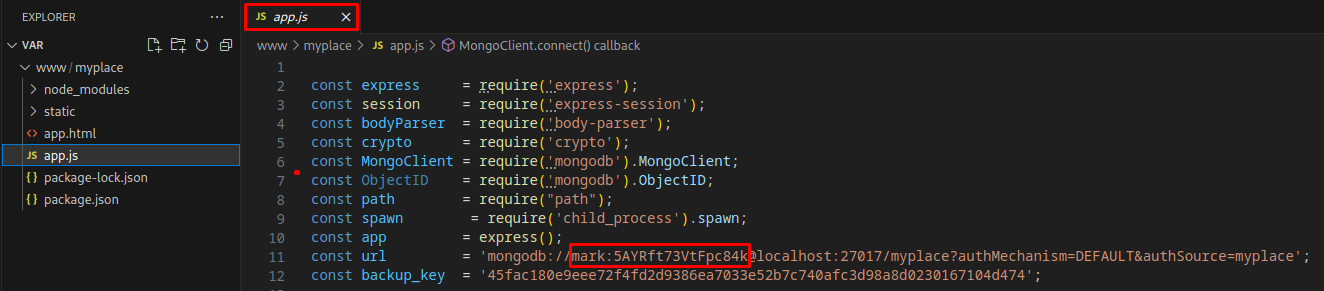 EXPLORER ...
VAR
www / myplace
node_modules
static
<> app.html
JS app.js
{ } package-lock.json
{ } package.json
JS app.js ×
www > myplace > JS app.js > MongoClient.connect() callback
1
2 const express = require('express');
3 const session = require('express-session');
4 const bodyParser = require('body-parser');
5 const crypto = require('crypto');
6 const MongoClient = require('mongodb').MongoClient;
7 const ObjectID = require('mongodb').ObjectID;
8 const path = require("path");
9 const spawn = require('child_process').spawn;
10 const app = express();
11 const url = 'mongodb://mark:5AYRft73VtFpc84k@localhost:27017/myplace?authMechanism=DEFAULT&authSource=myplace';
12 const backup_key = '45fac180e9eee72f4fd2d9386ea7033e52b7c740afc3d98a8d0230167104d474';